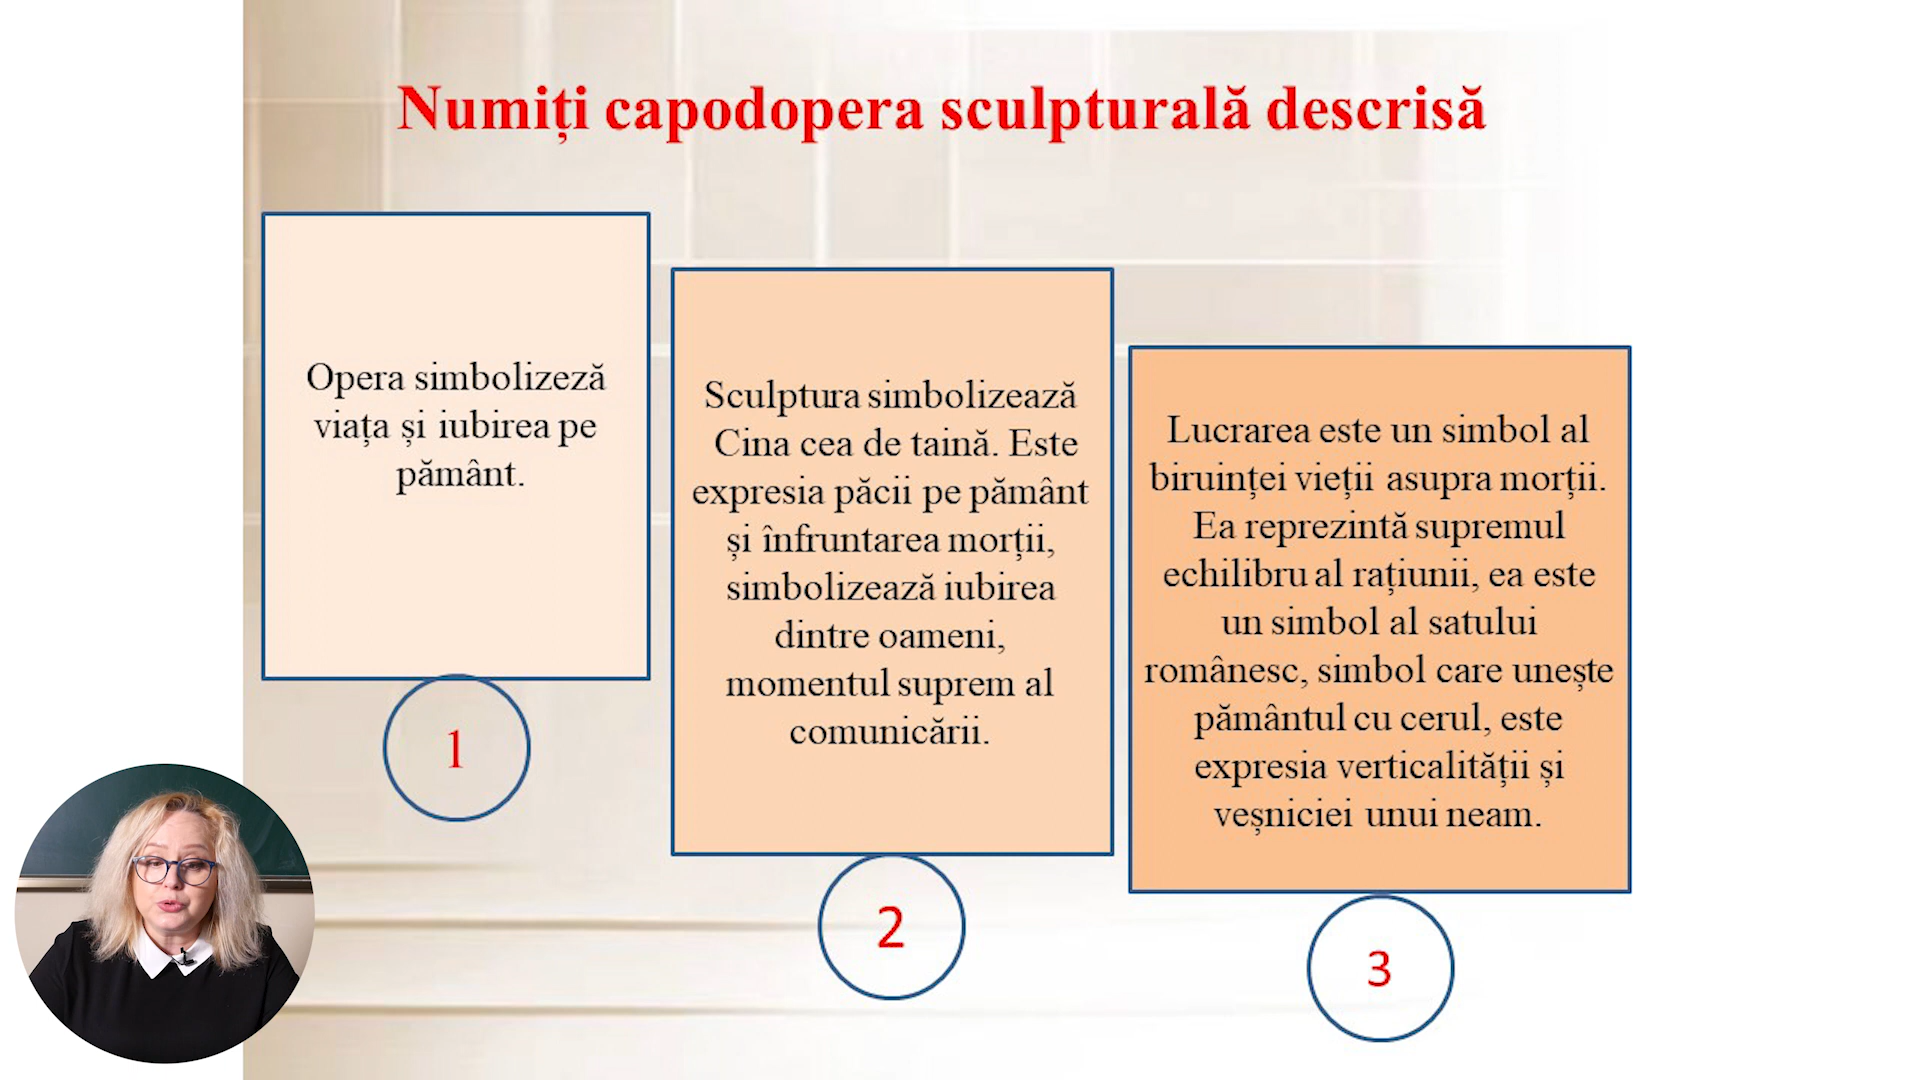 Numiți capodopera sculpturală descrisă
Opera simbolizeză
viața și iubirea pe
pământ.
1
Sculptura simbolizează
Cina cea de taină. Este
expresia păcii pe pământ
și înfruntarea morții,
simbolizează iubirea
dintre oameni,
momentul suprem al
comunicării.
2
Lucrarea este un simbol al
biruinței vieții asupra morții.
Ea reprezintă supremul
echilibru al rațiunii, ea este
un simbol al satului
românesc, simbol care unește
pământul cu cerul, este
expresia verticalității și
veșniciei unui neam.
3